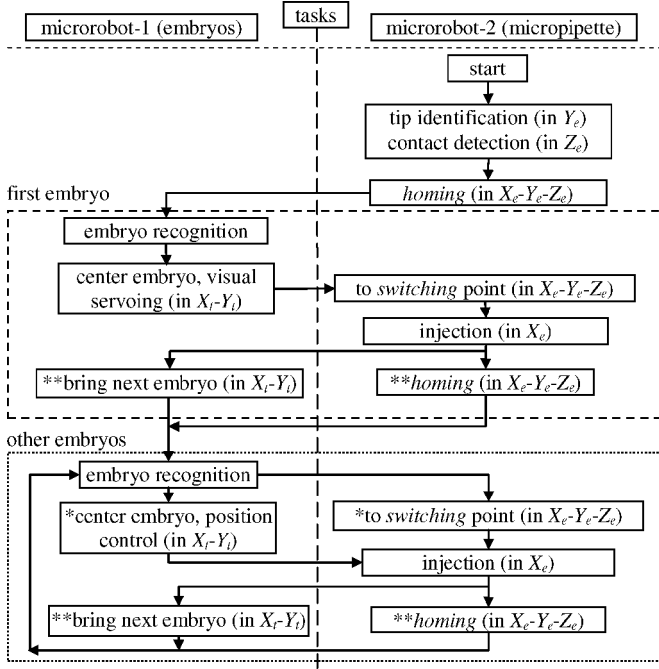 tasks
microrobot-1 (embryos)
microrobot-2 (micropipette)
start
tip identification (in Yₑ)
contact detection (in Zₑ)
homing (in Xₑ-Yₑ-Zₑ)
first embryo
embryo recognition
center embryo, visual
servoing (in Xₜ-Yₜ)
to switching point (in Xₑ-Yₑ-Zₑ)
injection (in Xₑ)
**bring next embryo (in Xₜ-Yₜ)
**homing (in Xₑ-Yₑ-Zₑ)
other embryos
embryo recognition
*center embryo, position
control (in Xₜ-Yₜ)
*to switching point (in Xₑ-Yₑ-Zₑ)
injection (in Xₑ)
**bring next embryo (in Xₜ-Yₜ)
**homing (in Xₑ-Yₑ-Zₑ)